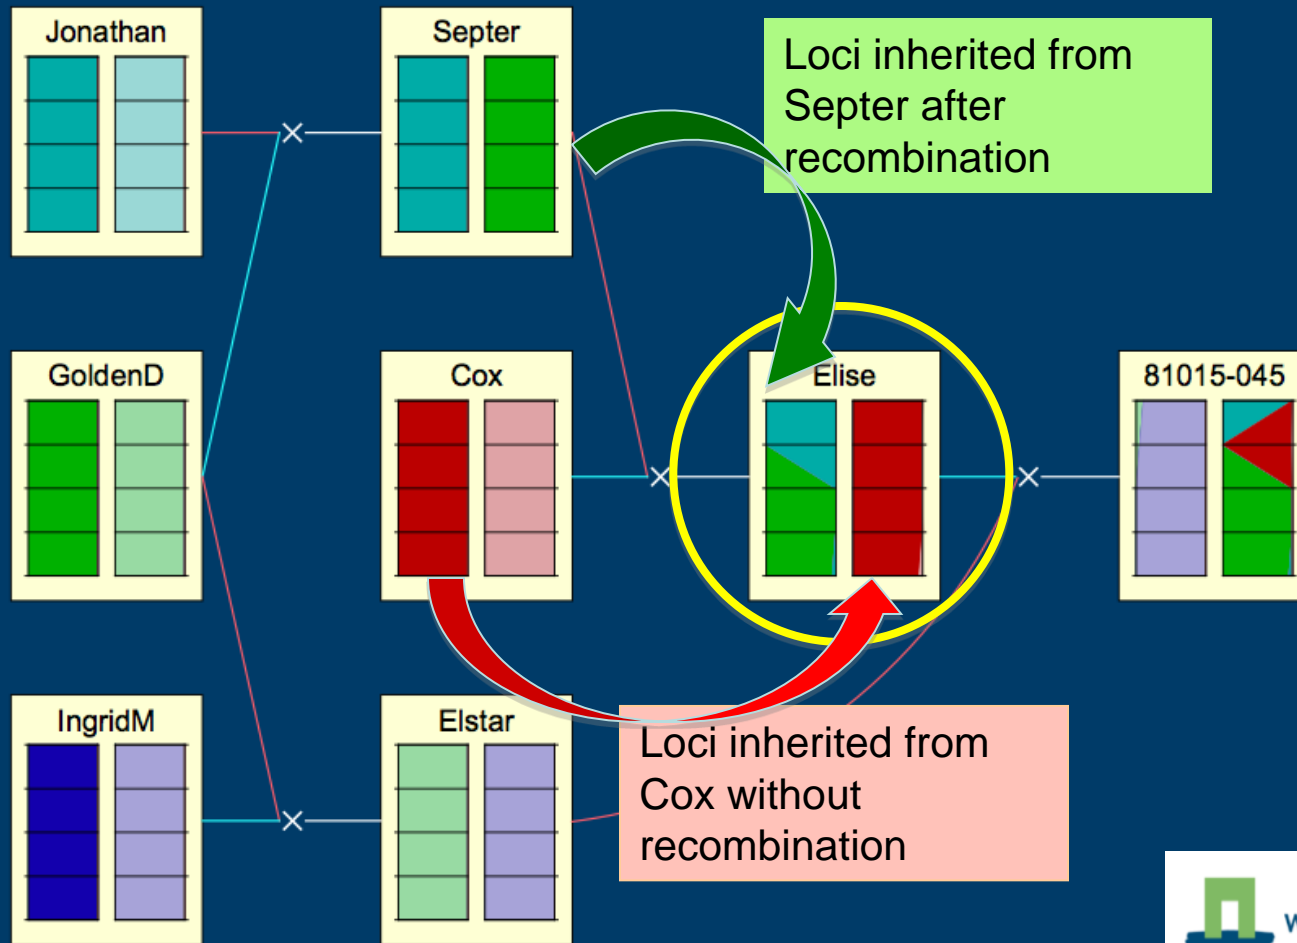 Jonathan
Septer
Loci inherited from
Septer after
recombination
GoldenD
Cox
Elise
81015-045
IngridM
Elstar
Loci inherited from
Cox without
recombination